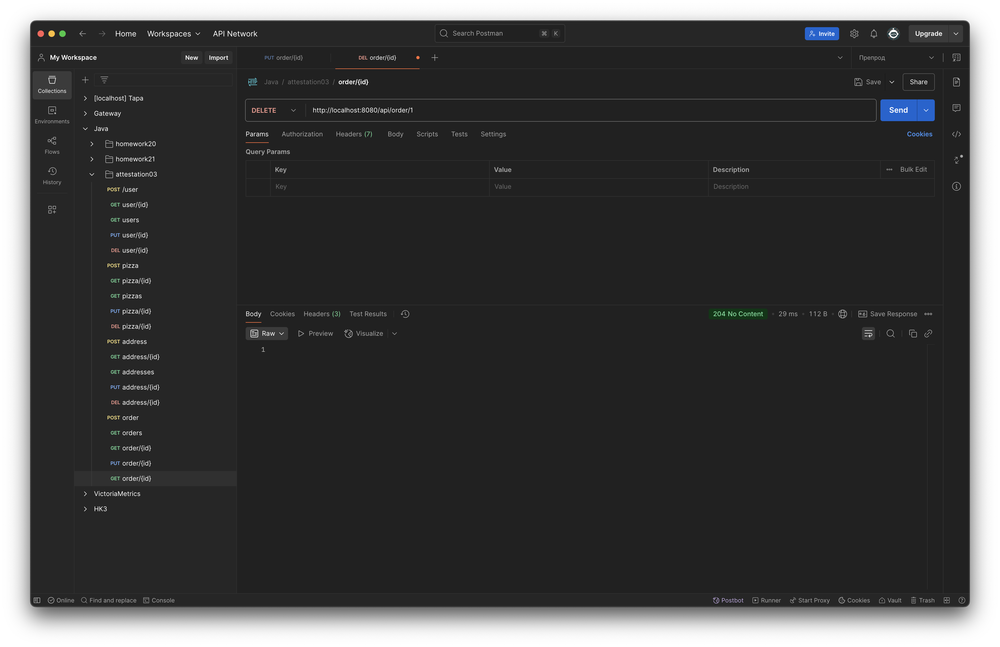 Home Workspaces API Network
Search Postman ⌘ K
Invite
Upgrade
My Workspace New Import
PUT order/{id}
DEL order/{id}
Препрод
Collections
Environments
Flows
History
[localhost] Tapa
Gateway
Java
homework20
homework21
attestation03
POST /user
GET user/{id}
GET users
PUT user/{id}
DEL user/{id}
POST pizza
GET pizza/{id}
GET pizzas
PUT pizza/{id}
DEL pizza/{id}
POST address
GET address/{id}
GET addresses
PUT address/{id}
DEL address/{id}
POST order
GET orders
GET order/{id}
PUT order/{id}
GET order/{id}
VictoriaMetrics
HK3
HTTP Java / attestation03 / order/{id}
Save Share
DELETE http://localhost:8080/api/order/1 Send
Params Authorization Headers (7) Body Scripts Tests Settings Cookies
Query Params
Key Value Description Bulk Edit
Key Value Description
Body Cookies Headers (3) Test Results
204 No Content 29 ms 112 B e.g. Save Response
Raw Preview Visualize
1
Online Find and replace Console
Postbot Runner Start Proxy Cookies Vault Trash